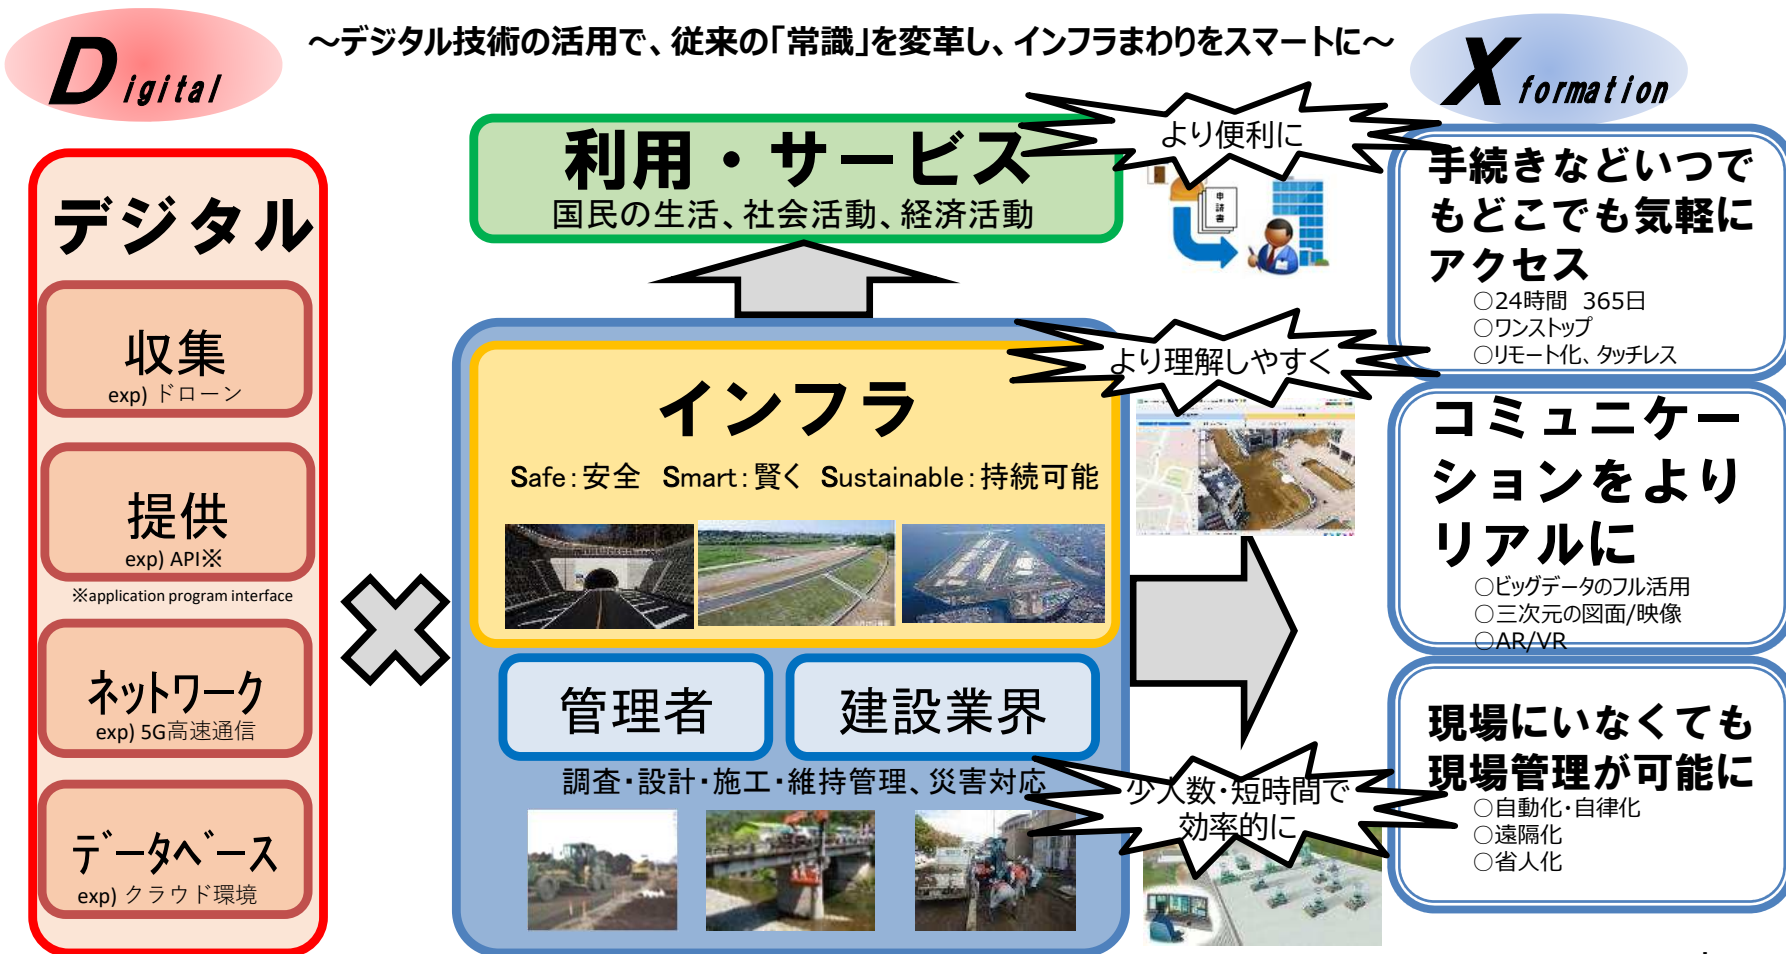 ～デジタル技術の活用で、従来の「常識」を変革し、インフラまわりをスマートに～
Digital
Xformation
デジタル
収集
exp) ドローン
提供
exp) API※
※application program interface
ネットワーク
exp) 5G高速通信
データベース
exp) クラウド環境
利用・サービス
国民の生活、社会活動、経済活動
インフラ
Safe：安全 Smart：賢く Sustainable：持続可能
管理者
建設業界
調査・設計・施工・維持管理、災害対応
より便利に
申請書
より理解しやすく
少人数・短時間で
効率的に
手続きなどいつで
もどこでも気軽に
アクセス
○24時間 365日
○ワンストップ
○リモート化、タッチレス
コミュニケー
ションをより
リアルに
○ビッグデータのフル活用
○三次元の図面/映像
○AR/VR
現場にいなくても
現場管理が可能に
○自動化・自律化
○遠隔化
○省人化